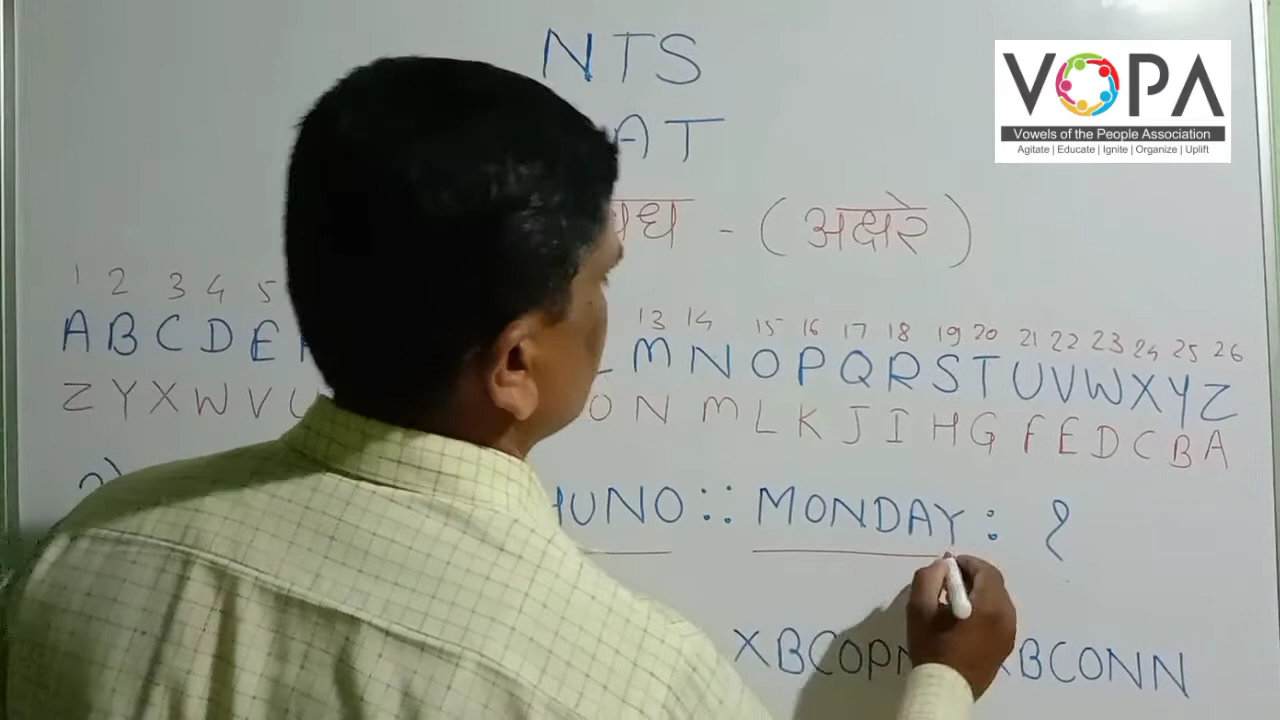 NTS
AT
VOPA
Vowels of the People Association
Agitate | Educate | Ignite | Organize | Uplift
- (अक्षरे)
1 2 3 4 5 13 14 15 16 17 18 19 20 21 22 23 24 25 26
A B C D E M N O P Q R S T U V W X Y Z
Z Y X W V U O N M L K J I H G F E D C B A
UNO :: MONDAY : ?
XBCOPN BCONN